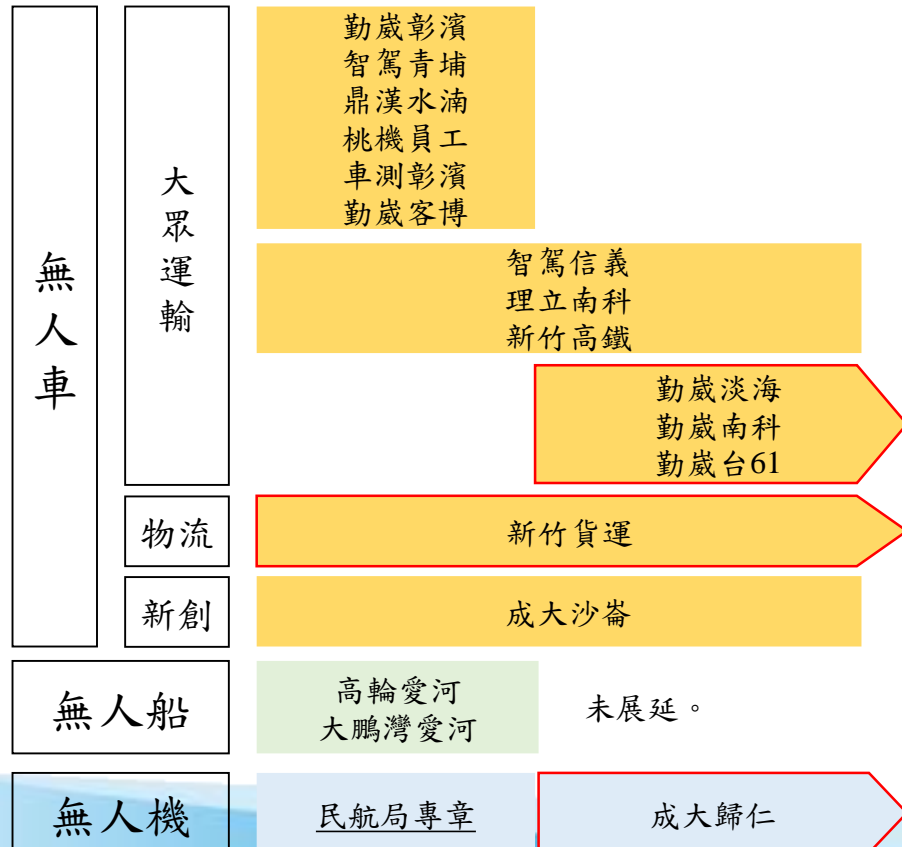 無人車
大眾運輸
勤崴彰濱
智駕青埔
鼎漢水湳
桃機員工
車測彰濱
勤崴客博
智駕信義
理立南科
新竹高鐵
勤崴淡海
勤崴南科
勤崴台61
物流
新竹貨運
新創
成大沙崙
無人船
高輪愛河
大鵬灣愛河
未展延。
無人機
民航局專章
成大歸仁